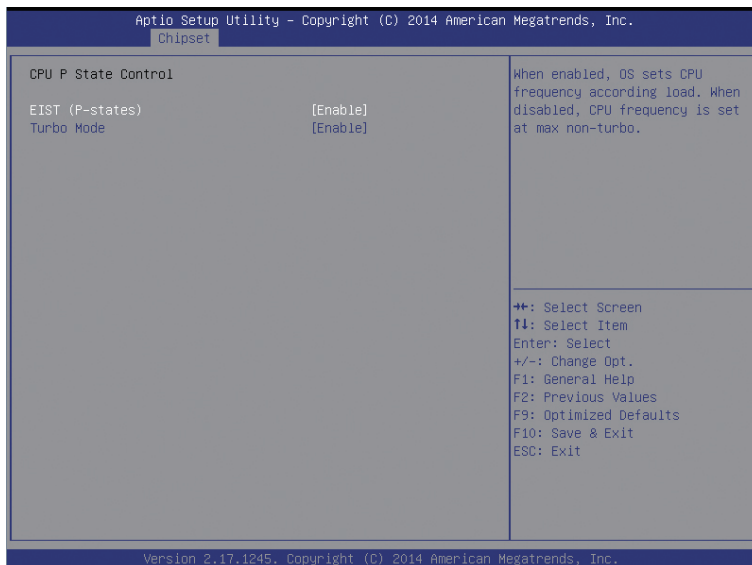 Aptio Setup Utility – Copyright (C) 2014 American Megatrends, Inc.
Chipset
CPU P State Control
EIST (P-states) [Enable]
Turbo Mode [Enable]
When enabled, OS sets CPU
frequency according load. When
disabled, CPU frequency is set
at max non-turbo.
→←: Select Screen
↑↓: Select Item
Enter: Select
+/-: Change Opt.
F1: General Help
F2: Previous Values
F9: Optimized Defaults
F10: Save & Exit
ESC: Exit
Version 2.17.1245. Copyright (C) 2014 American Megatrends, Inc.